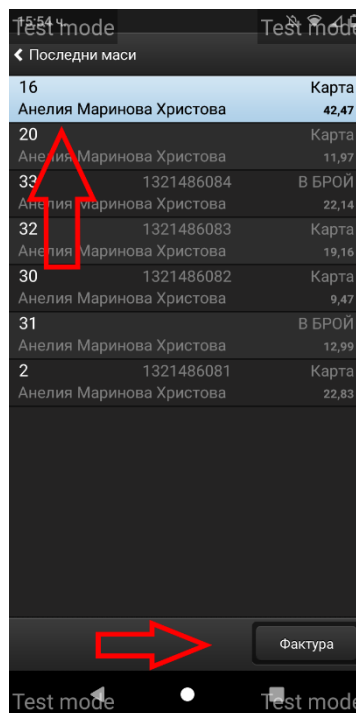 15:54 ч.
Test mode Test mode
Последни маси
16 Карта
Анелия Маринова Христова 42,47
20 Карта
Анелия Маринова Христова 11,97
33 1321486084 В БРОЙ
Анелия Маринова Христова 22,14
32 1321486083 Карта
Анелия Маринова Христова 19,16
30 1321486082 Карта
Анелия Маринова Христова 9,47
31 В БРОЙ
Анелия Маринова Христова 12,99
2 1321486081 Карта
Анелия Маринова Христова 22,83
Фактура
Test mode Test mode